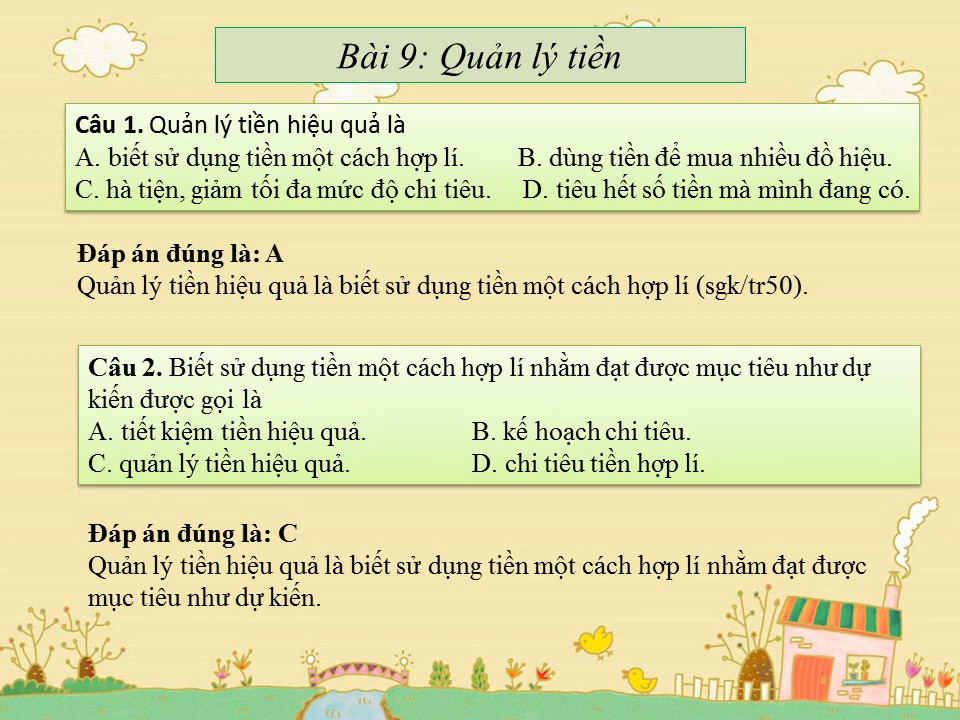 Bài 9: Quản lý tiền
Câu 1. Quản lý tiền hiệu quả là
A. biết sử dụng tiền một cách hợp lí. B. dùng tiền để mua nhiều đồ hiệu.
C. hà tiện, giảm tối đa mức độ chi tiêu. D. tiêu hết số tiền mà mình đang có.
Đáp án đúng là: A
Quản lý tiền hiệu quả là biết sử dụng tiền một cách hợp lí (sgk/tr50).
Câu 2. Biết sử dụng tiền một cách hợp lí nhằm đạt được mục tiêu như dự
kiến được gọi là
A. tiết kiệm tiền hiệu quả. B. kế hoạch chi tiêu.
C. quản lý tiền hiệu quả. D. chi tiêu tiền hợp lí.
Đáp án đúng là: C
Quản lý tiền hiệu quả là biết sử dụng tiền một cách hợp lí nhằm đạt được
mục tiêu như dự kiến.